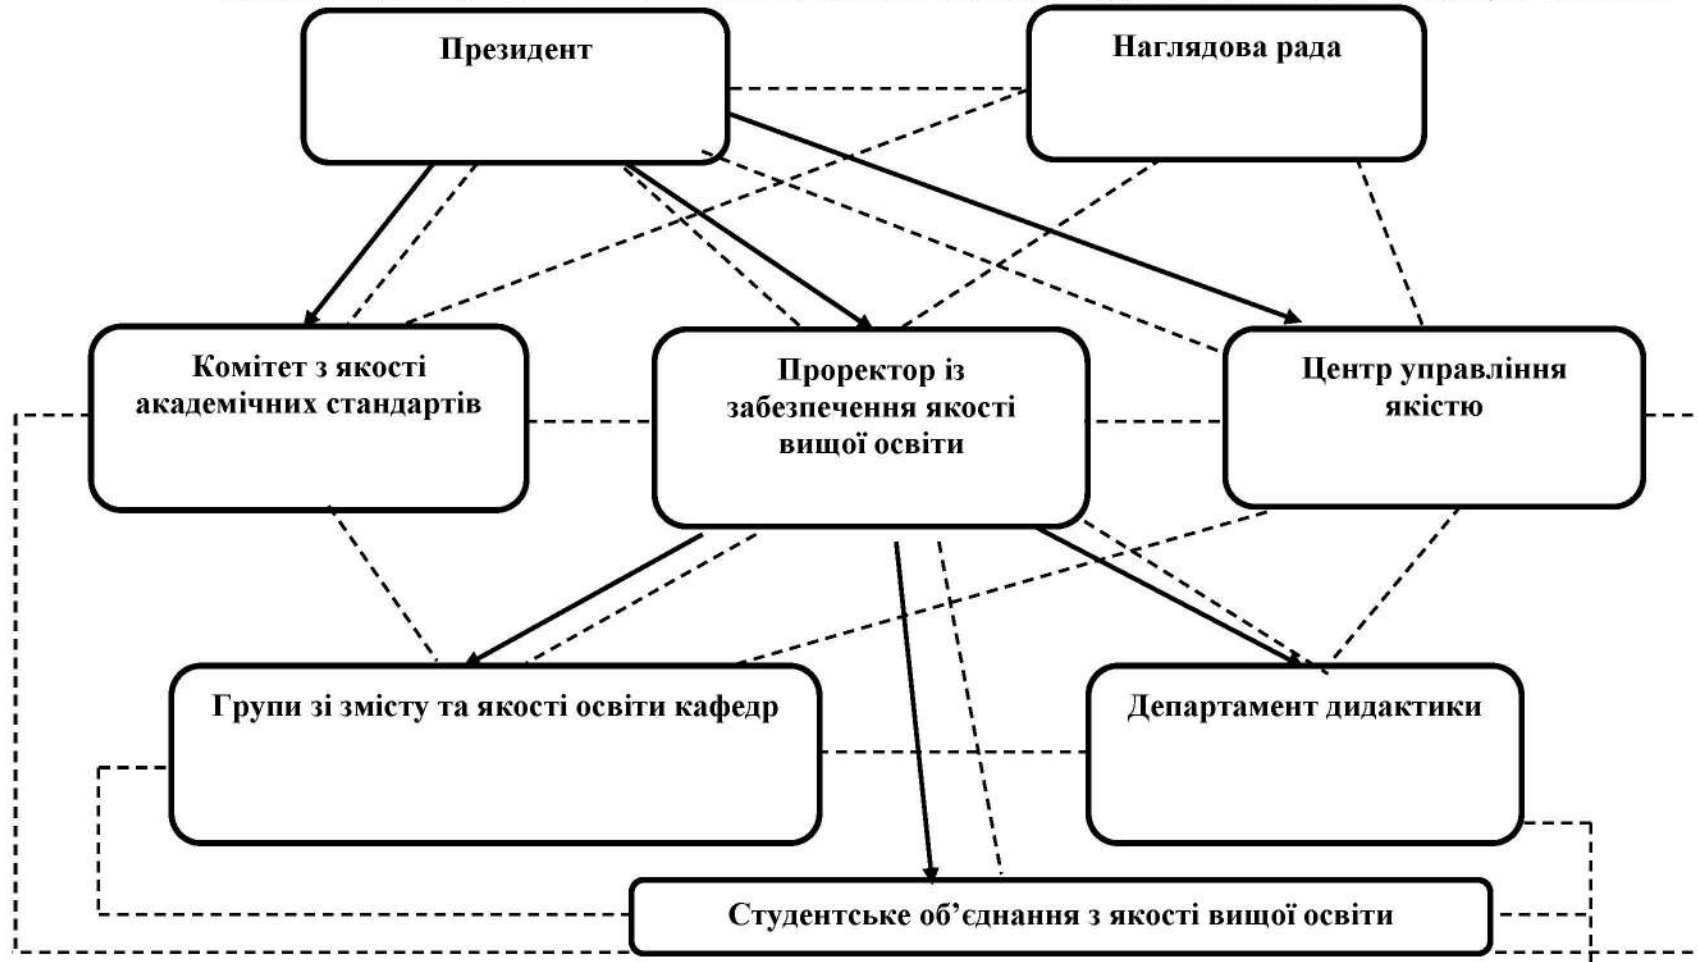 Президент
Наглядова рада
Комітет з якості
академічних стандартів
Проректор із
забезпечення якості
вищої освіти
Центр управління
якістю
Групи зі змісту та якості освіти кафедр
Департамент дидактики
Студентське об’єднання з якості вищої освіти